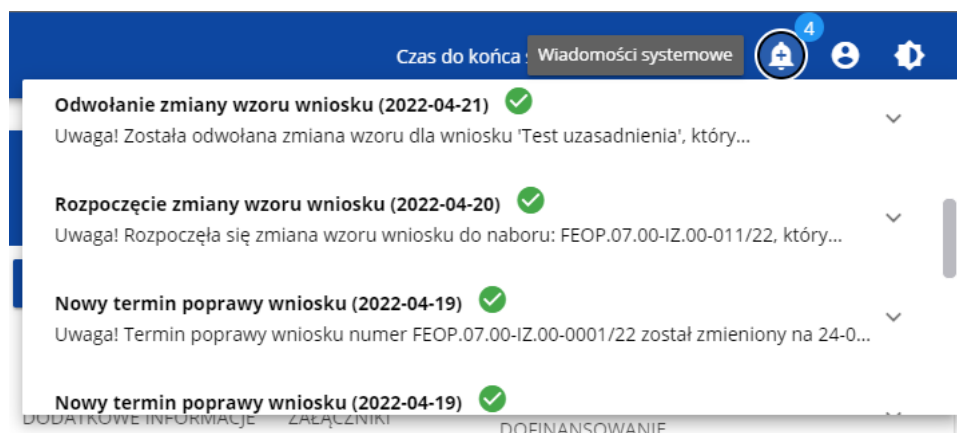 4
Czas do końca
Wiadomości systemowe
Odwołanie zmiany wzoru wniosku (2022-04-21)
Uwaga! Została odwołana zmiana wzoru dla wniosku 'Test uzasadnienia', który...
Rozpoczęcie zmiany wzoru wniosku (2022-04-20)
Uwaga! Rozpoczęła się zmiana wzoru wniosku do naboru: FEOP.07.00-IZ.00-011/22, który...
Nowy termin poprawy wniosku (2022-04-19)
Uwaga! Termin poprawy wniosku numer FEOP.07.00-IZ.00-0001/22 został zmieniony na 24-0...
Nowy termin poprawy wniosku (2022-04-19)
DODATKOWE INFORMACJE ZAŁĄCZNIKI
DOFINANSOWANIE